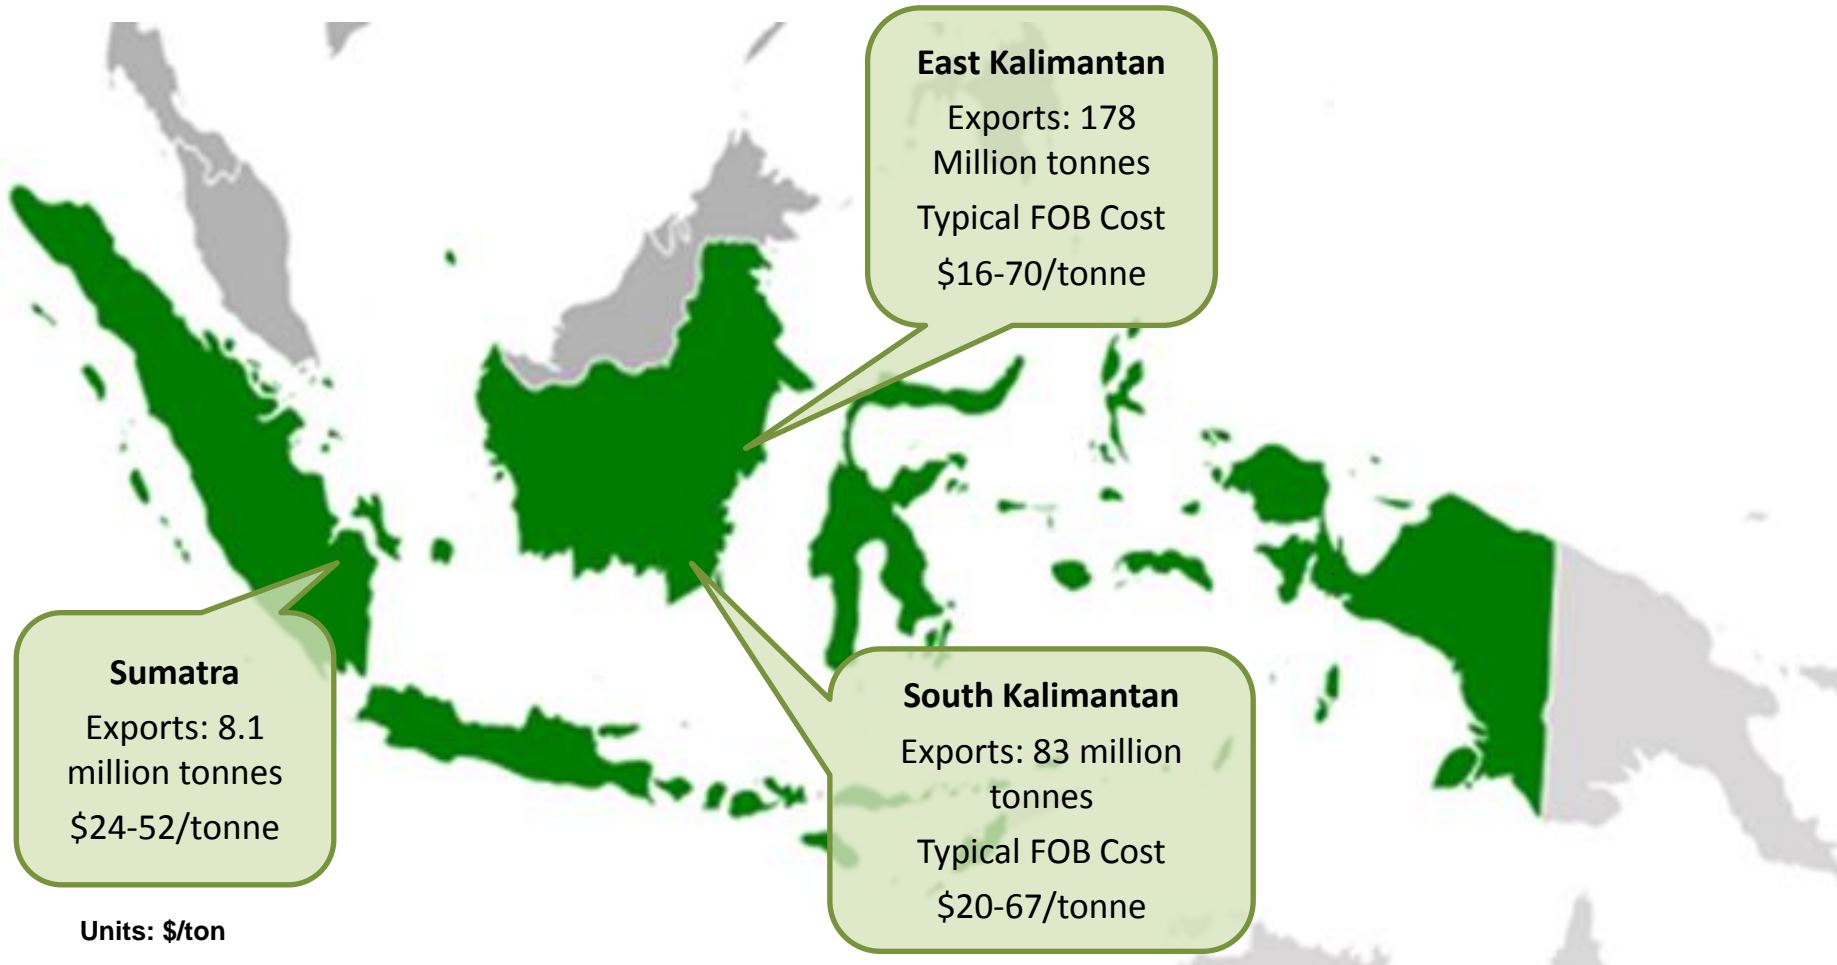 East Kalimantan
Exports: 178
Million tonnes
Typical FOB Cost
$16-70/tonne
Sumatra
Exports: 8.1
million tonnes
$24-52/tonne
South Kalimantan
Exports: 83 million
tonnes
Typical FOB Cost
$20-67/tonne
Units: $/ton